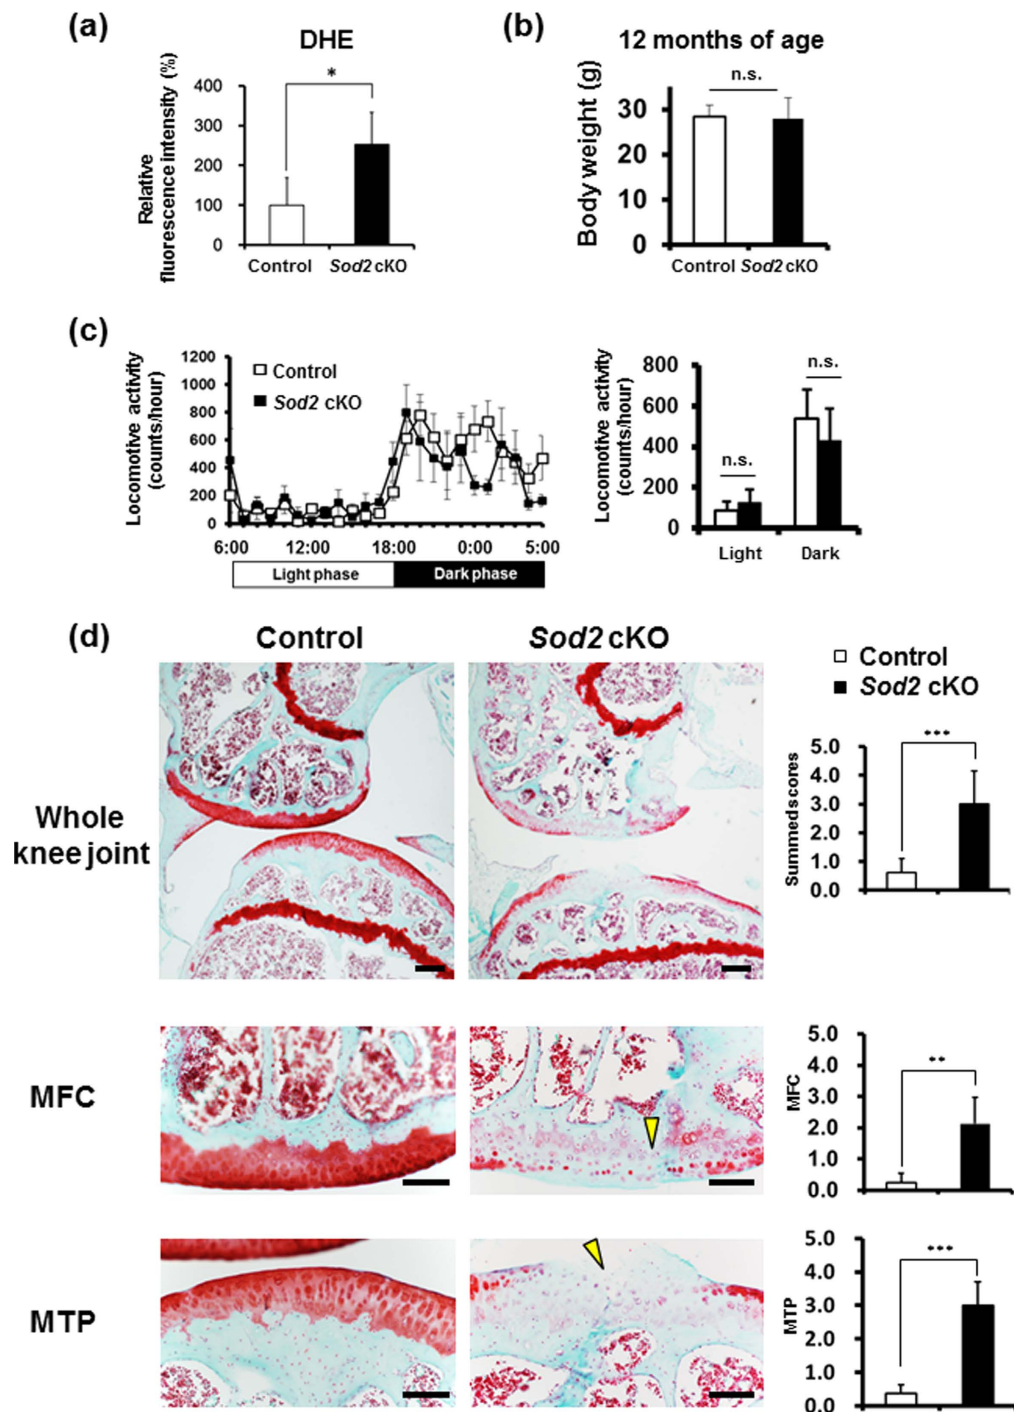 (a)
DHE
Relative
fluorescence intensity (%)
400
300
200
100
0
*
Control
Sod2 cKO
(b)
12 months of age
Body weight (g)
30
20
10
0
n.s.
Control Sod2 cKO
(c)
Locomotive activity
(counts/hour)
1200
1000
800
600
400
200
0
Control
Sod2 cKO
6:00
12:00
18:00
0:00
5:00
Light phase
Dark phase
Locomotive activity
(counts/hour)
800
600
400
200
0
n.s.
n.s.
Light
Dark
(d)
Control
Sod2 cKO
Control
Sod2 cKO
Whole
knee joint
Summed scores
5.0
4.0
3.0
2.0
1.0
0.0
***
MFC
MFC
5.0
4.0
3.0
2.0
1.0
0.0
**
MTP
MTP
5.0
4.0
3.0
2.0
1.0
0.0
***